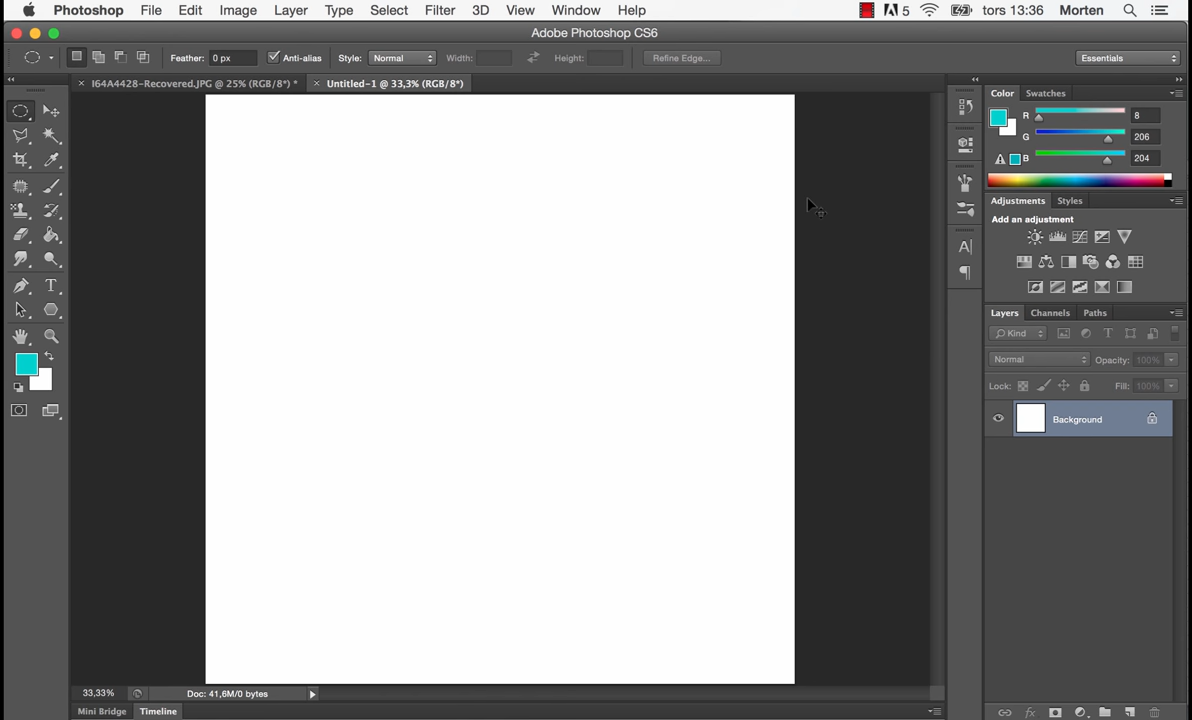 Photoshop File Edit Image Layer Type Select Filter 3D View Window Help 5 tors 13:36 Morten
Adobe Photoshop CS6
Feather: 0 px Anti-alias Style: Normal Width: Height: Refine Edge... Essentials
I64A4428-Recovered.JPG @ 25% (RGB/8*) * Untitled-1 @ 33,3% (RGB/8*)
Color Swatches
R 8
G 206
B 204
Adjustments Styles
Add an adjustment
Layers Channels Paths
Kind
Normal Opacity: 100%
Lock: Fill: 100%
Background
33,33% Doc: 41,6M/0 bytes
Mini Bridge Timeline